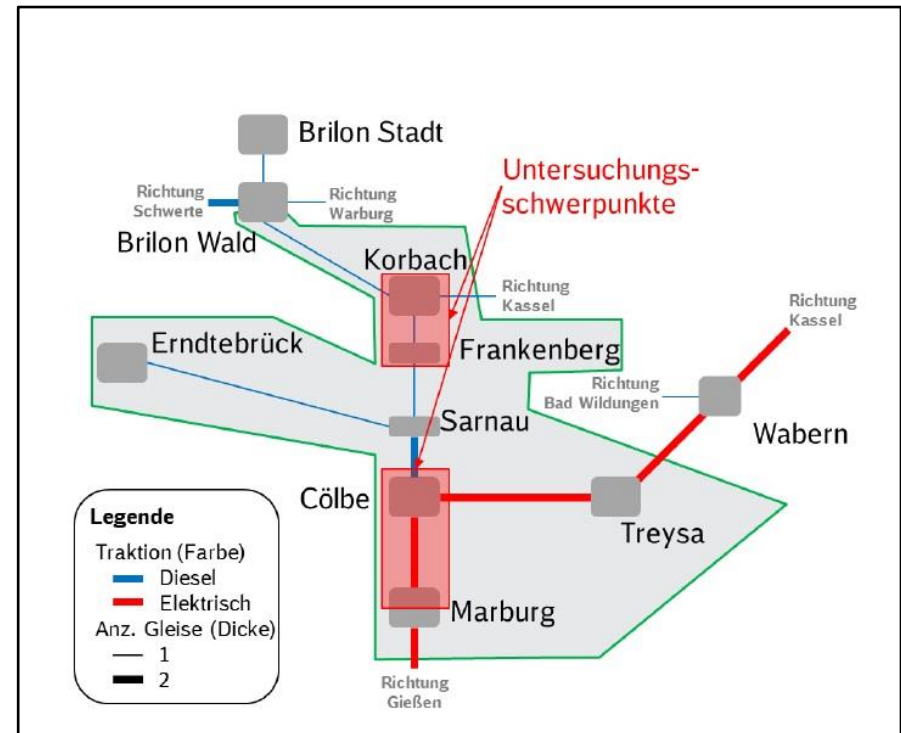 Brilon Stadt
Untersuchungs-
schwerpunkte
Richtung
Schwerte
Richtung
Warburg
Brilon Wald
Korbach
Richtung
Kassel
Richtung
Kassel
Erndtebrück
Frankenberg
Richtung
Bad Wildungen
Sarnau
Wabern
Cölbe
Treysa
Marburg
Richtung
Gießen
Legende
Traktion (Farbe)
Diesel
Elektrisch
Anz. Gleise (Dicke)
1
2